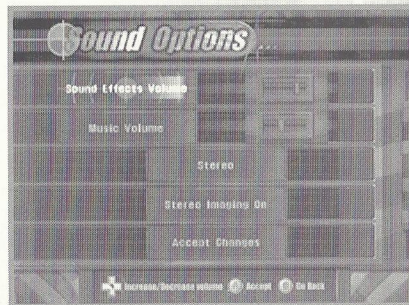 Sound Options...
Sound Effects Volume
Music Volume
Stereo
Stereo Imaging On
Accept Changes
Increase/Decrease volume A Accept B Go Back